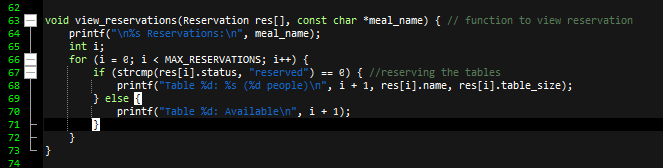 62
63 void view_reservations(Reservation res[], const char *meal_name) { // function to view reservation
64     printf("\n%s Reservations:\n", meal_name);
65     int i;
66     for (i = 0; i < MAX_RESERVATIONS; i++) {
67         if (strcmp(res[i].status, "reserved") == 0) { //reserving the tables
68             printf("Table %d: %s (%d people)\n", i + 1, res[i].name, res[i].table_size);
69         } else {
70             printf("Table %d: Available\n", i + 1);
71         }
72     }
73 }
74